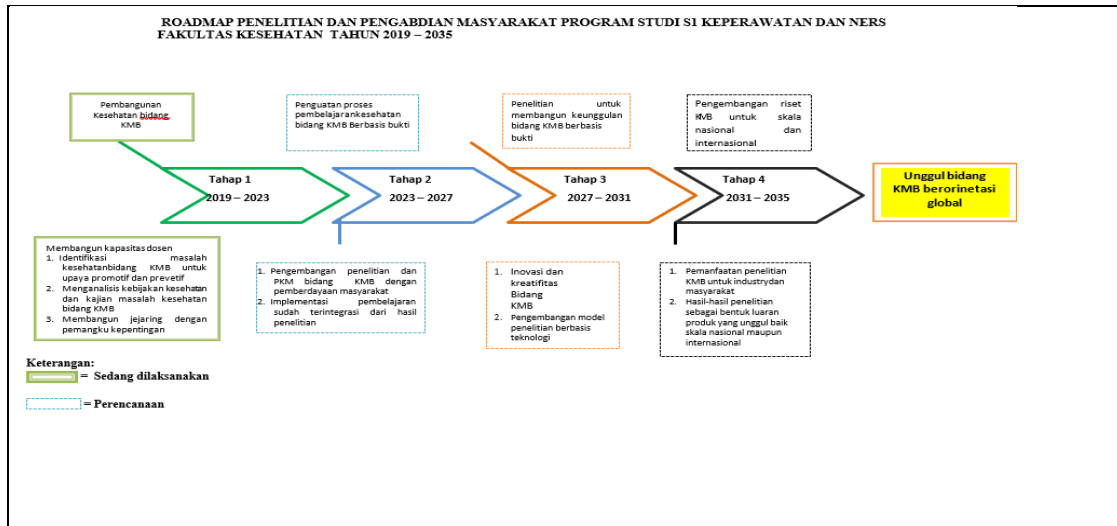 ROADMAP PENELITIAN DAN PENGABDIAN MASYARAKAT PROGRAM STUDI S1 KEPERAWATAN DAN NERS
FAKULTAS KESEHATAN TAHUN 2019 – 2035
Pembangunan
Kesehatan bidang
KMB
Penguatan proses
pembelajarankesehatan
bidang KMB Berbasis bukti
Penelitian untuk
membangun keunggulan
bidang KMB berbasis
bukti
Pengembangan riset
KMB untuk skala
nasional dan
internasional
Tahap 1
2019 – 2023
Tahap 2
2023 – 2027
Tahap 3
2027 – 2031
Tahap 4
2031 – 2035
Unggul bidang
KMB berorinetasi
global
Membangun kapasitas dosen
1. Identifikasi masalah
kesehatanbidang KMB untuk
upaya promotif dan prevetif
2. Menganalisis kebijakan kesehatan
dan kajian masalah kesehatan
bidang KMB
3. Membangun jejaring dengan
pemangku kepentingan
1. Pengembangan penelitian dan
PKM bidang KMB dengan
pemberdayaan masyarakat
2. Implementasi pembelajaran
sudah terintegrasi dari hasil
penelitian
1. Inovasi dan
kreatifitas
Bidang
KMB
2. Pengembangan model
penelitian berbasis
teknologi
1. Pemanfaatan penelitian
KMB untuk industrydan
masyarakat
2. Hasil-hasil penelitian
sebagai bentuk luaran
produk yang unggul baik
skala nasional maupun
internasional
Keterangan:
= Sedang dilaksanakan
= Perencanaan